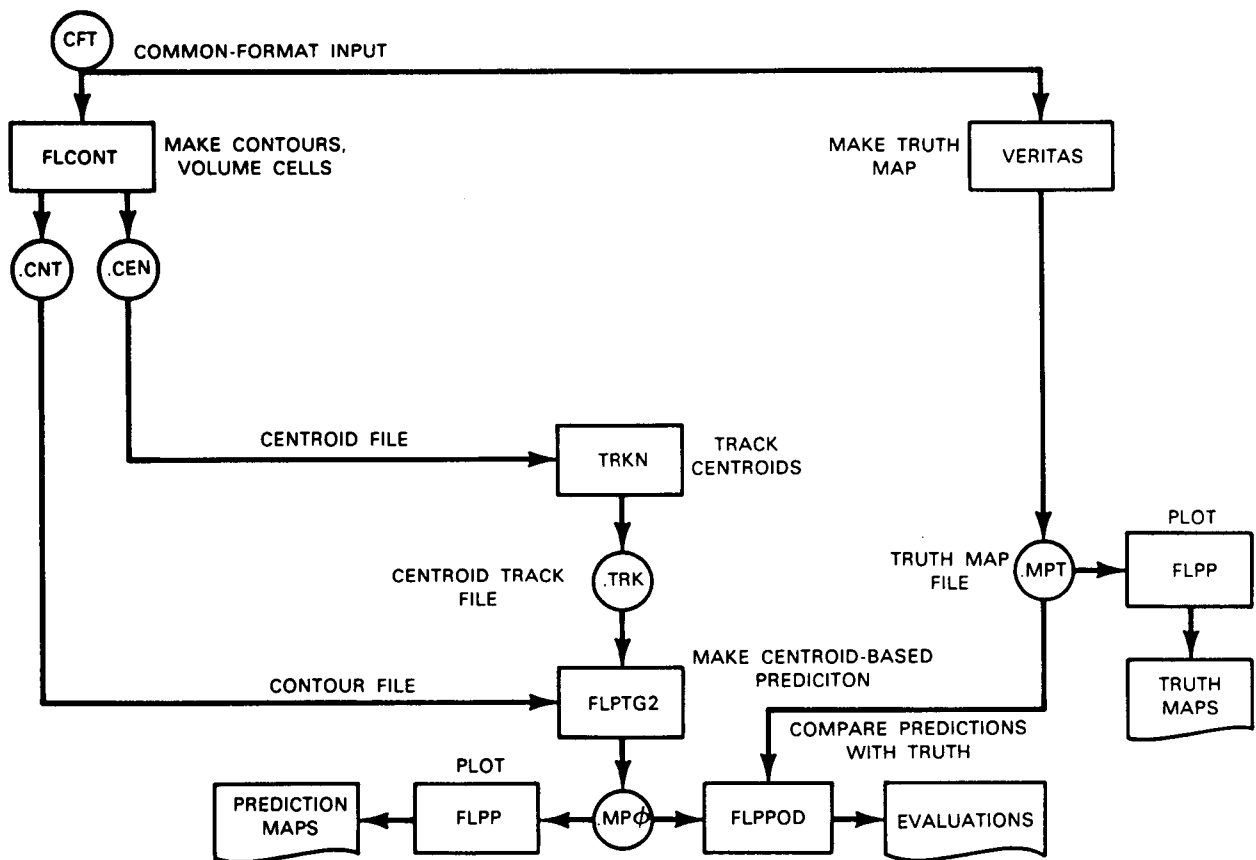 CFT
COMMON-FORMAT INPUT
FLCONT
MAKE CONTOURS,
VOLUME CELLS
MAKE TRUTH
MAP
VERITAS
.CNT
.CEN
CENTROID FILE
TRKN
TRACK
CENTROIDS
CENTROID TRACK
FILE
.TRK
TRUTH MAP
FILE
.MPT
PLOT
FLPP
TRUTH
MAPS
CONTOUR FILE
FLPTG2
MAKE CENTROID-BASED
PREDICITON
COMPARE PREDICTIONS
WITH TRUTH
PREDICTION
MAPS
PLOT
FLPP
.MPϕ
FLPPOD
EVALUATIONS